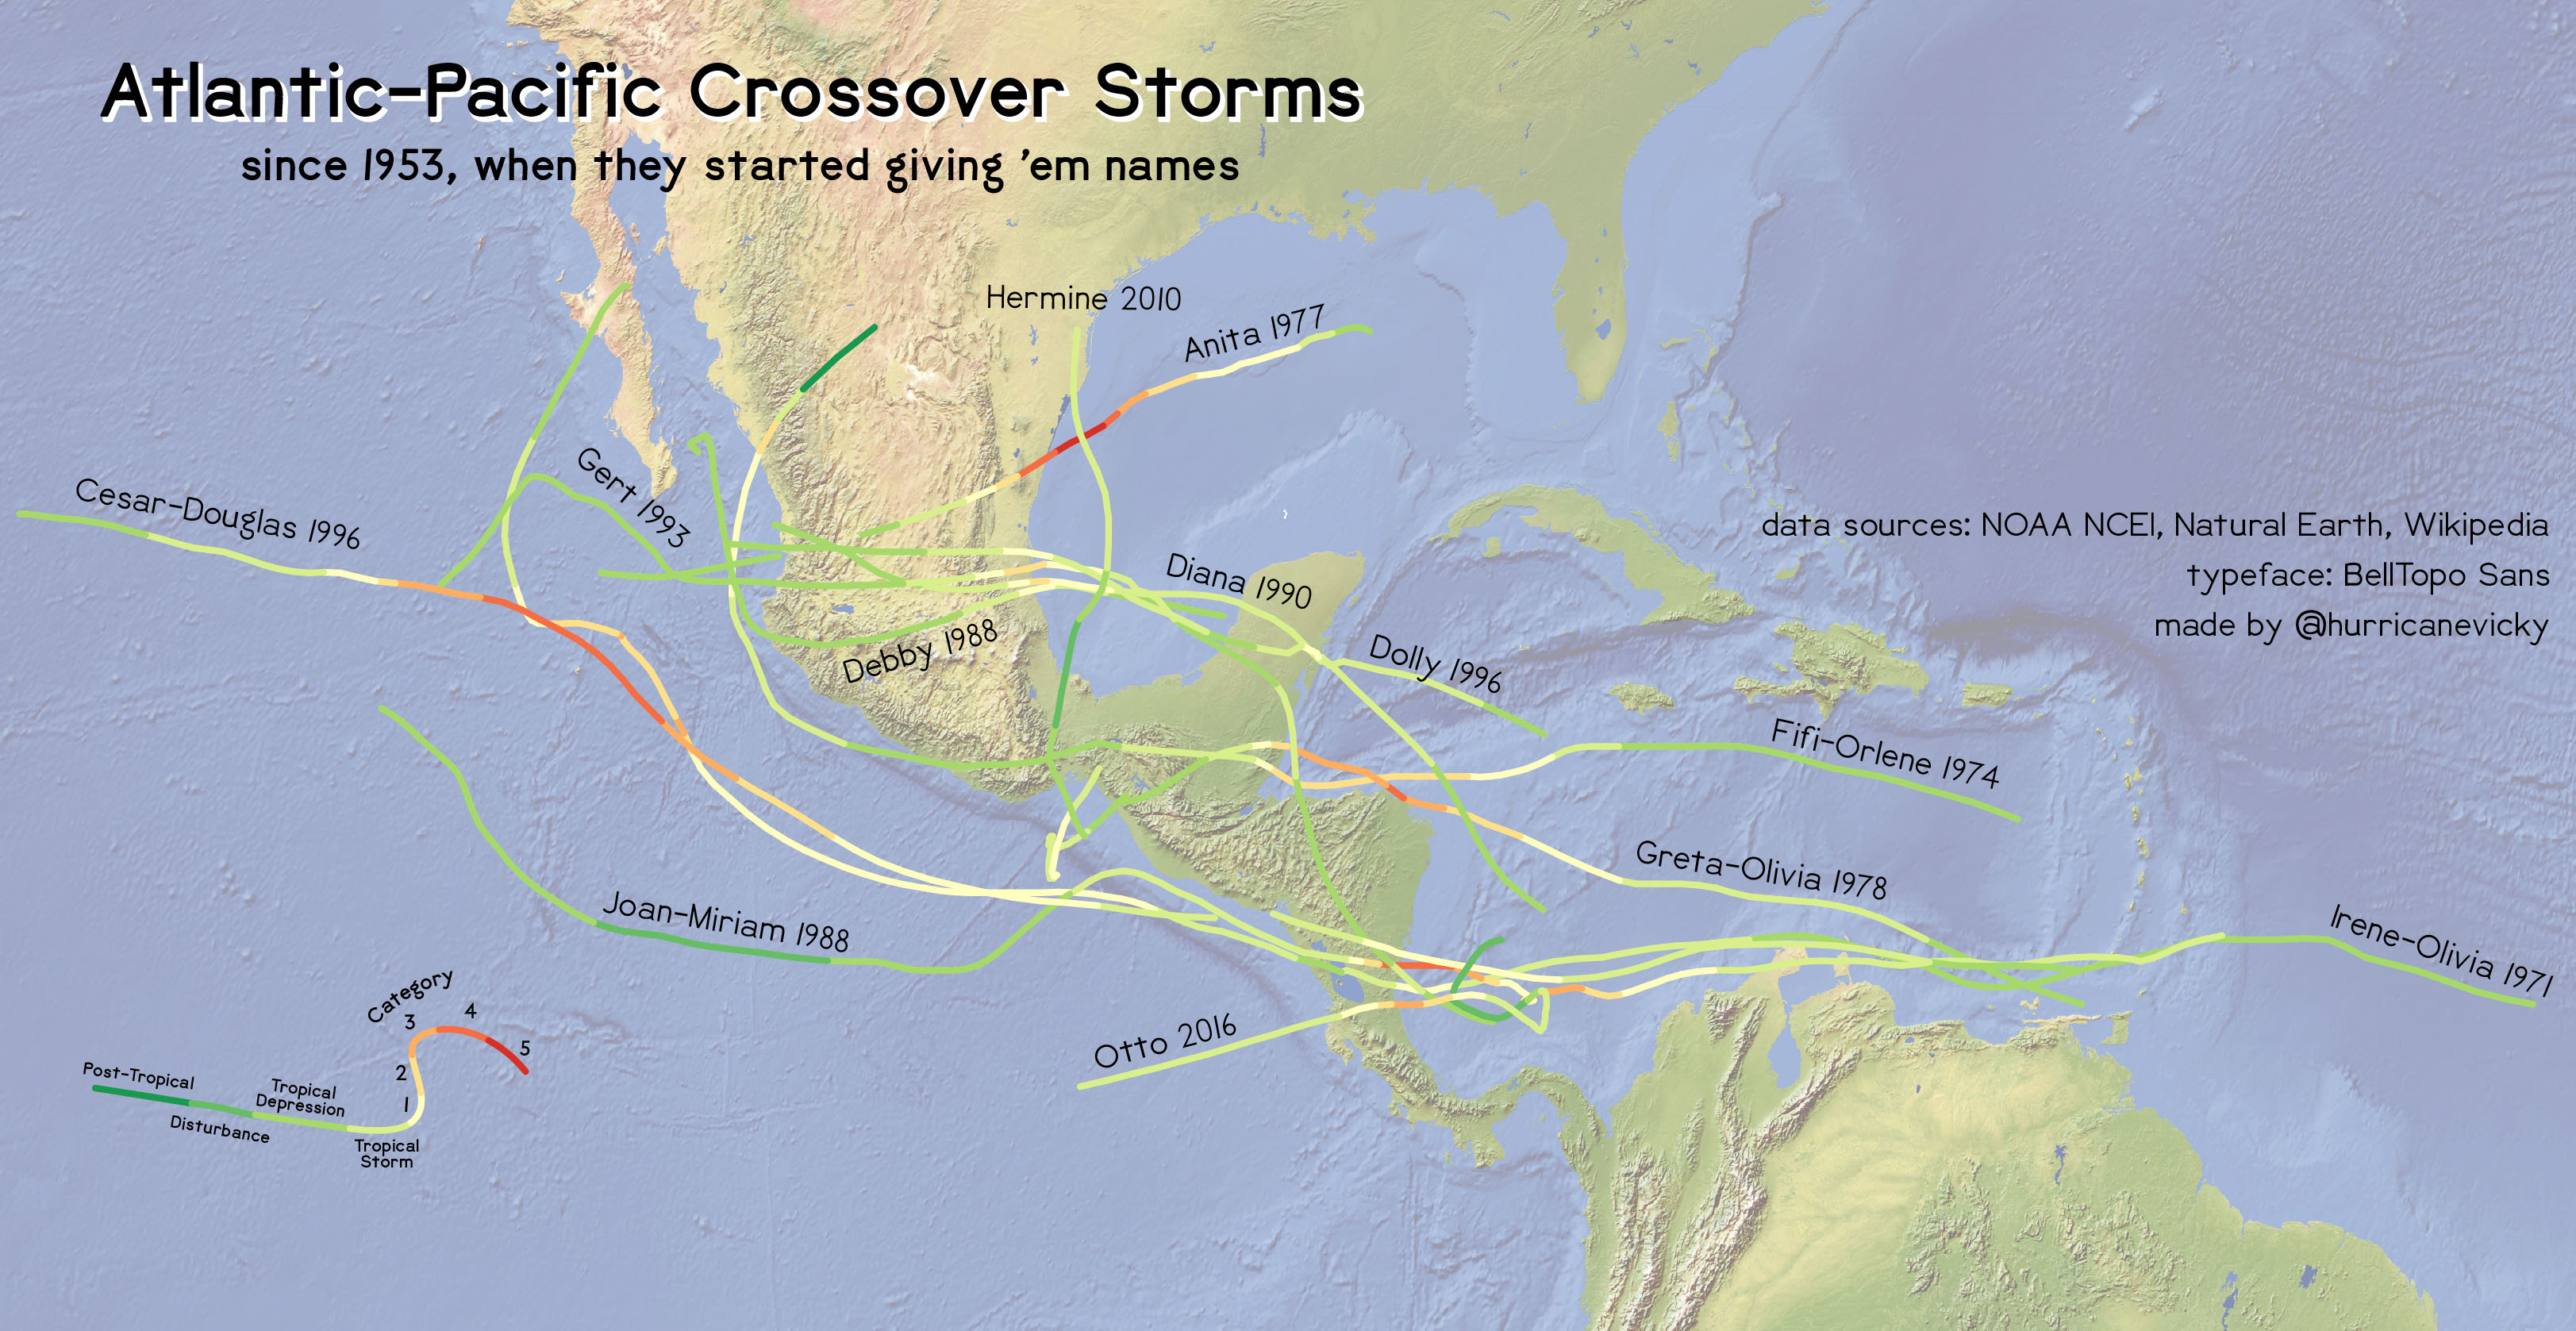 Atlantic-Pacific Crossover Storms
since 1953, when they started giving 'em names
Hermine 2010
Anita 1977
Gert 1993
Cesar-Douglas 1996
data sources: NOAA NCEI, Natural Earth, Wikipedia
typeface: BellTopo Sans
made by @hurricanevicky
Diana 1990
Debby 1988
Dolly 1996
Fifi-Orlene 1974
Greta-Olivia 1978
Joan-Miriam 1988
Irene-Olivia 1971
Otto 2016
Category
4
3
5
2
1
Post-Tropical
Tropical
Depression
Disturbance
Tropical
Storm